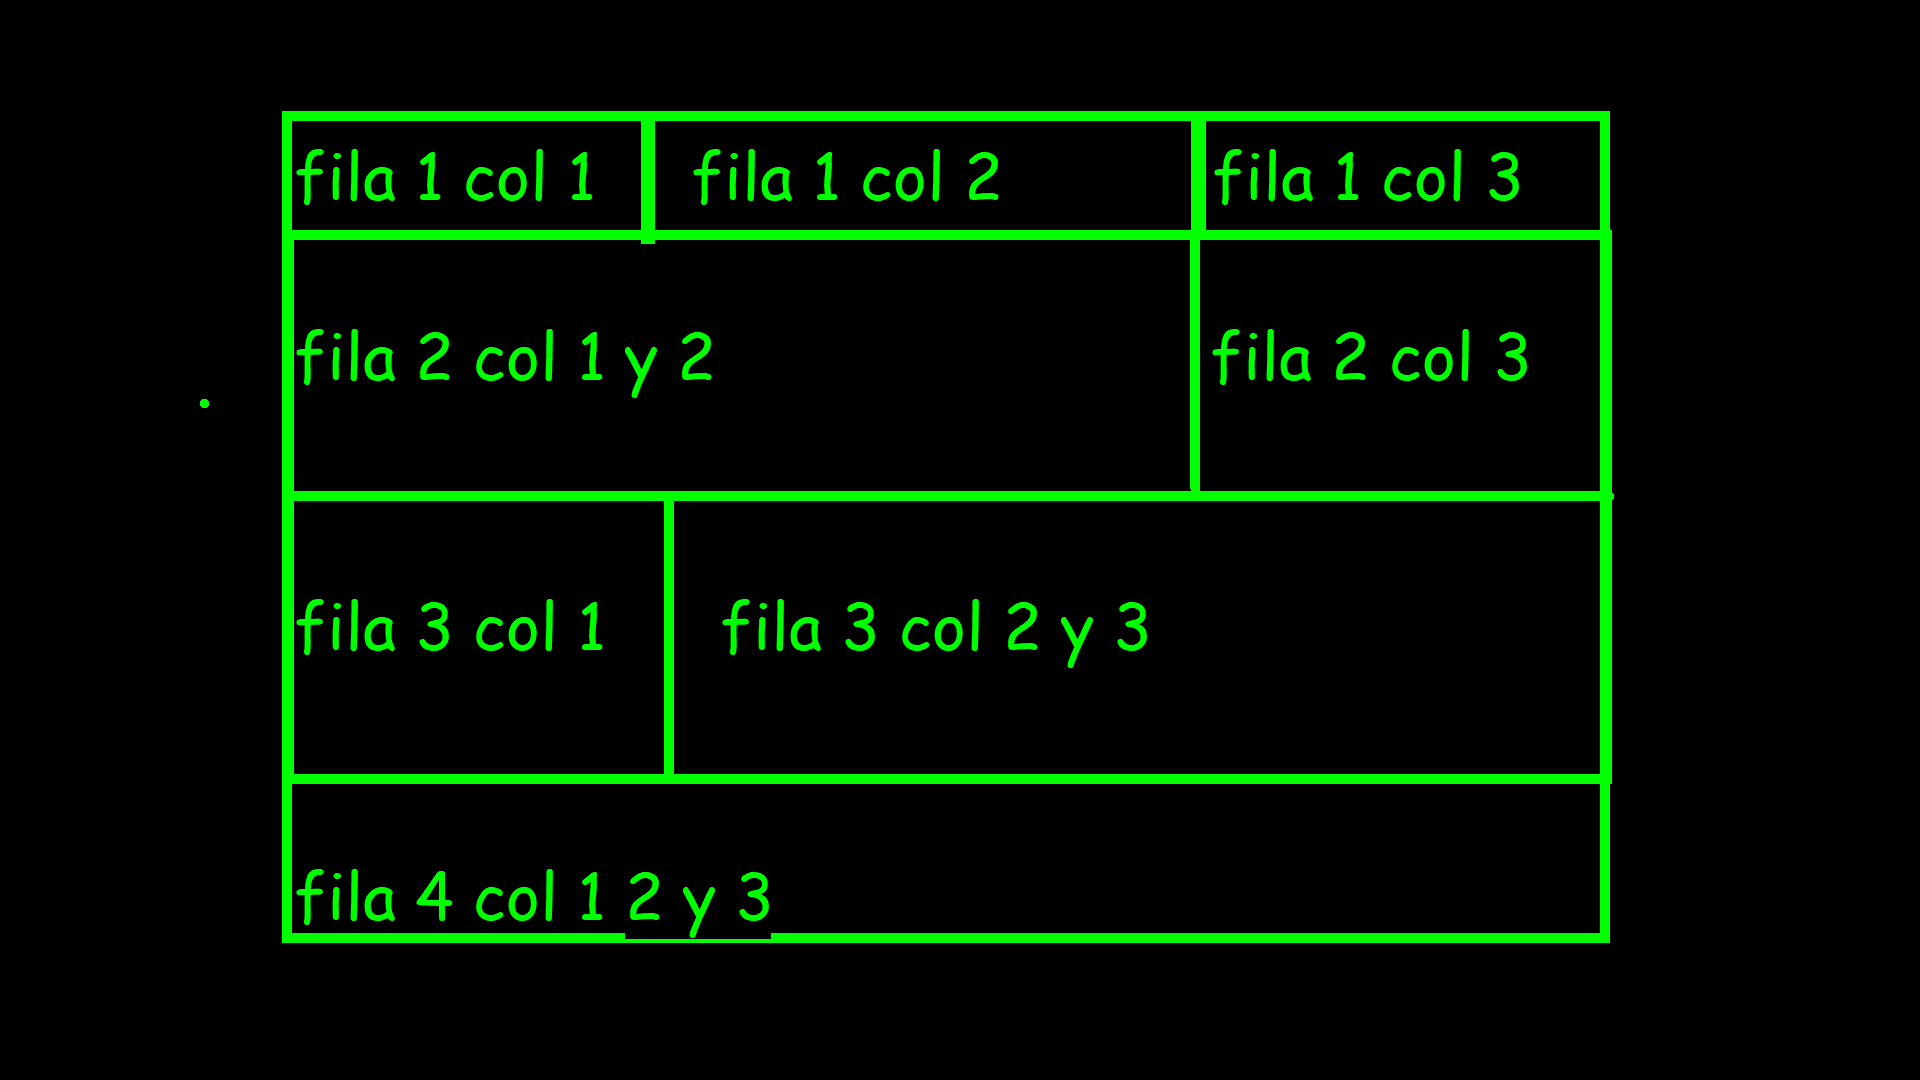 fila 1 col 1
fila 1 col 2
fila 1 col 3
fila 2 col 1 y 2
fila 2 col 3
fila 3 col 1
fila 3 col 2 y 3
fila 4 col 1 2 y 3